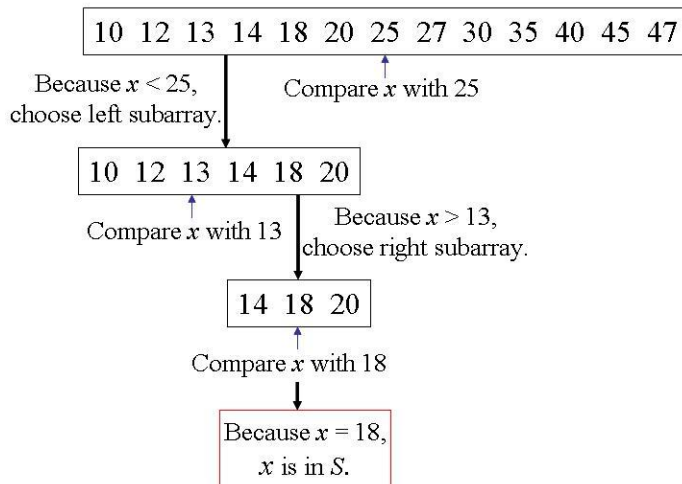 10 12 13 14 18 20 25 27 30 35 40 45 47
Because x < 25,
choose left subarray.
Compare x with 25
10 12 13 14 18 20
Compare x with 13
Because x > 13,
choose right subarray.
14 18 20
Compare x with 18
Because x = 18,
x is in S.